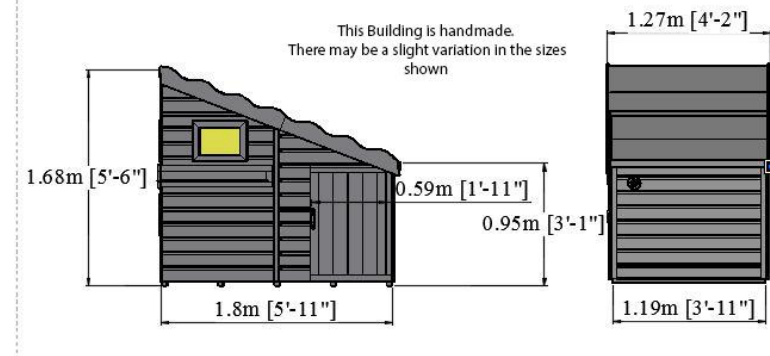 This Building is handmade.
There may be a slight variation in the sizes
shown
1.27m [4'-2"]
1.68m [5'-6"]
0.59m [1'-11"]
0.95m [3'-1"]
1.8m [5'-11"]
1.19m [3'-11"]